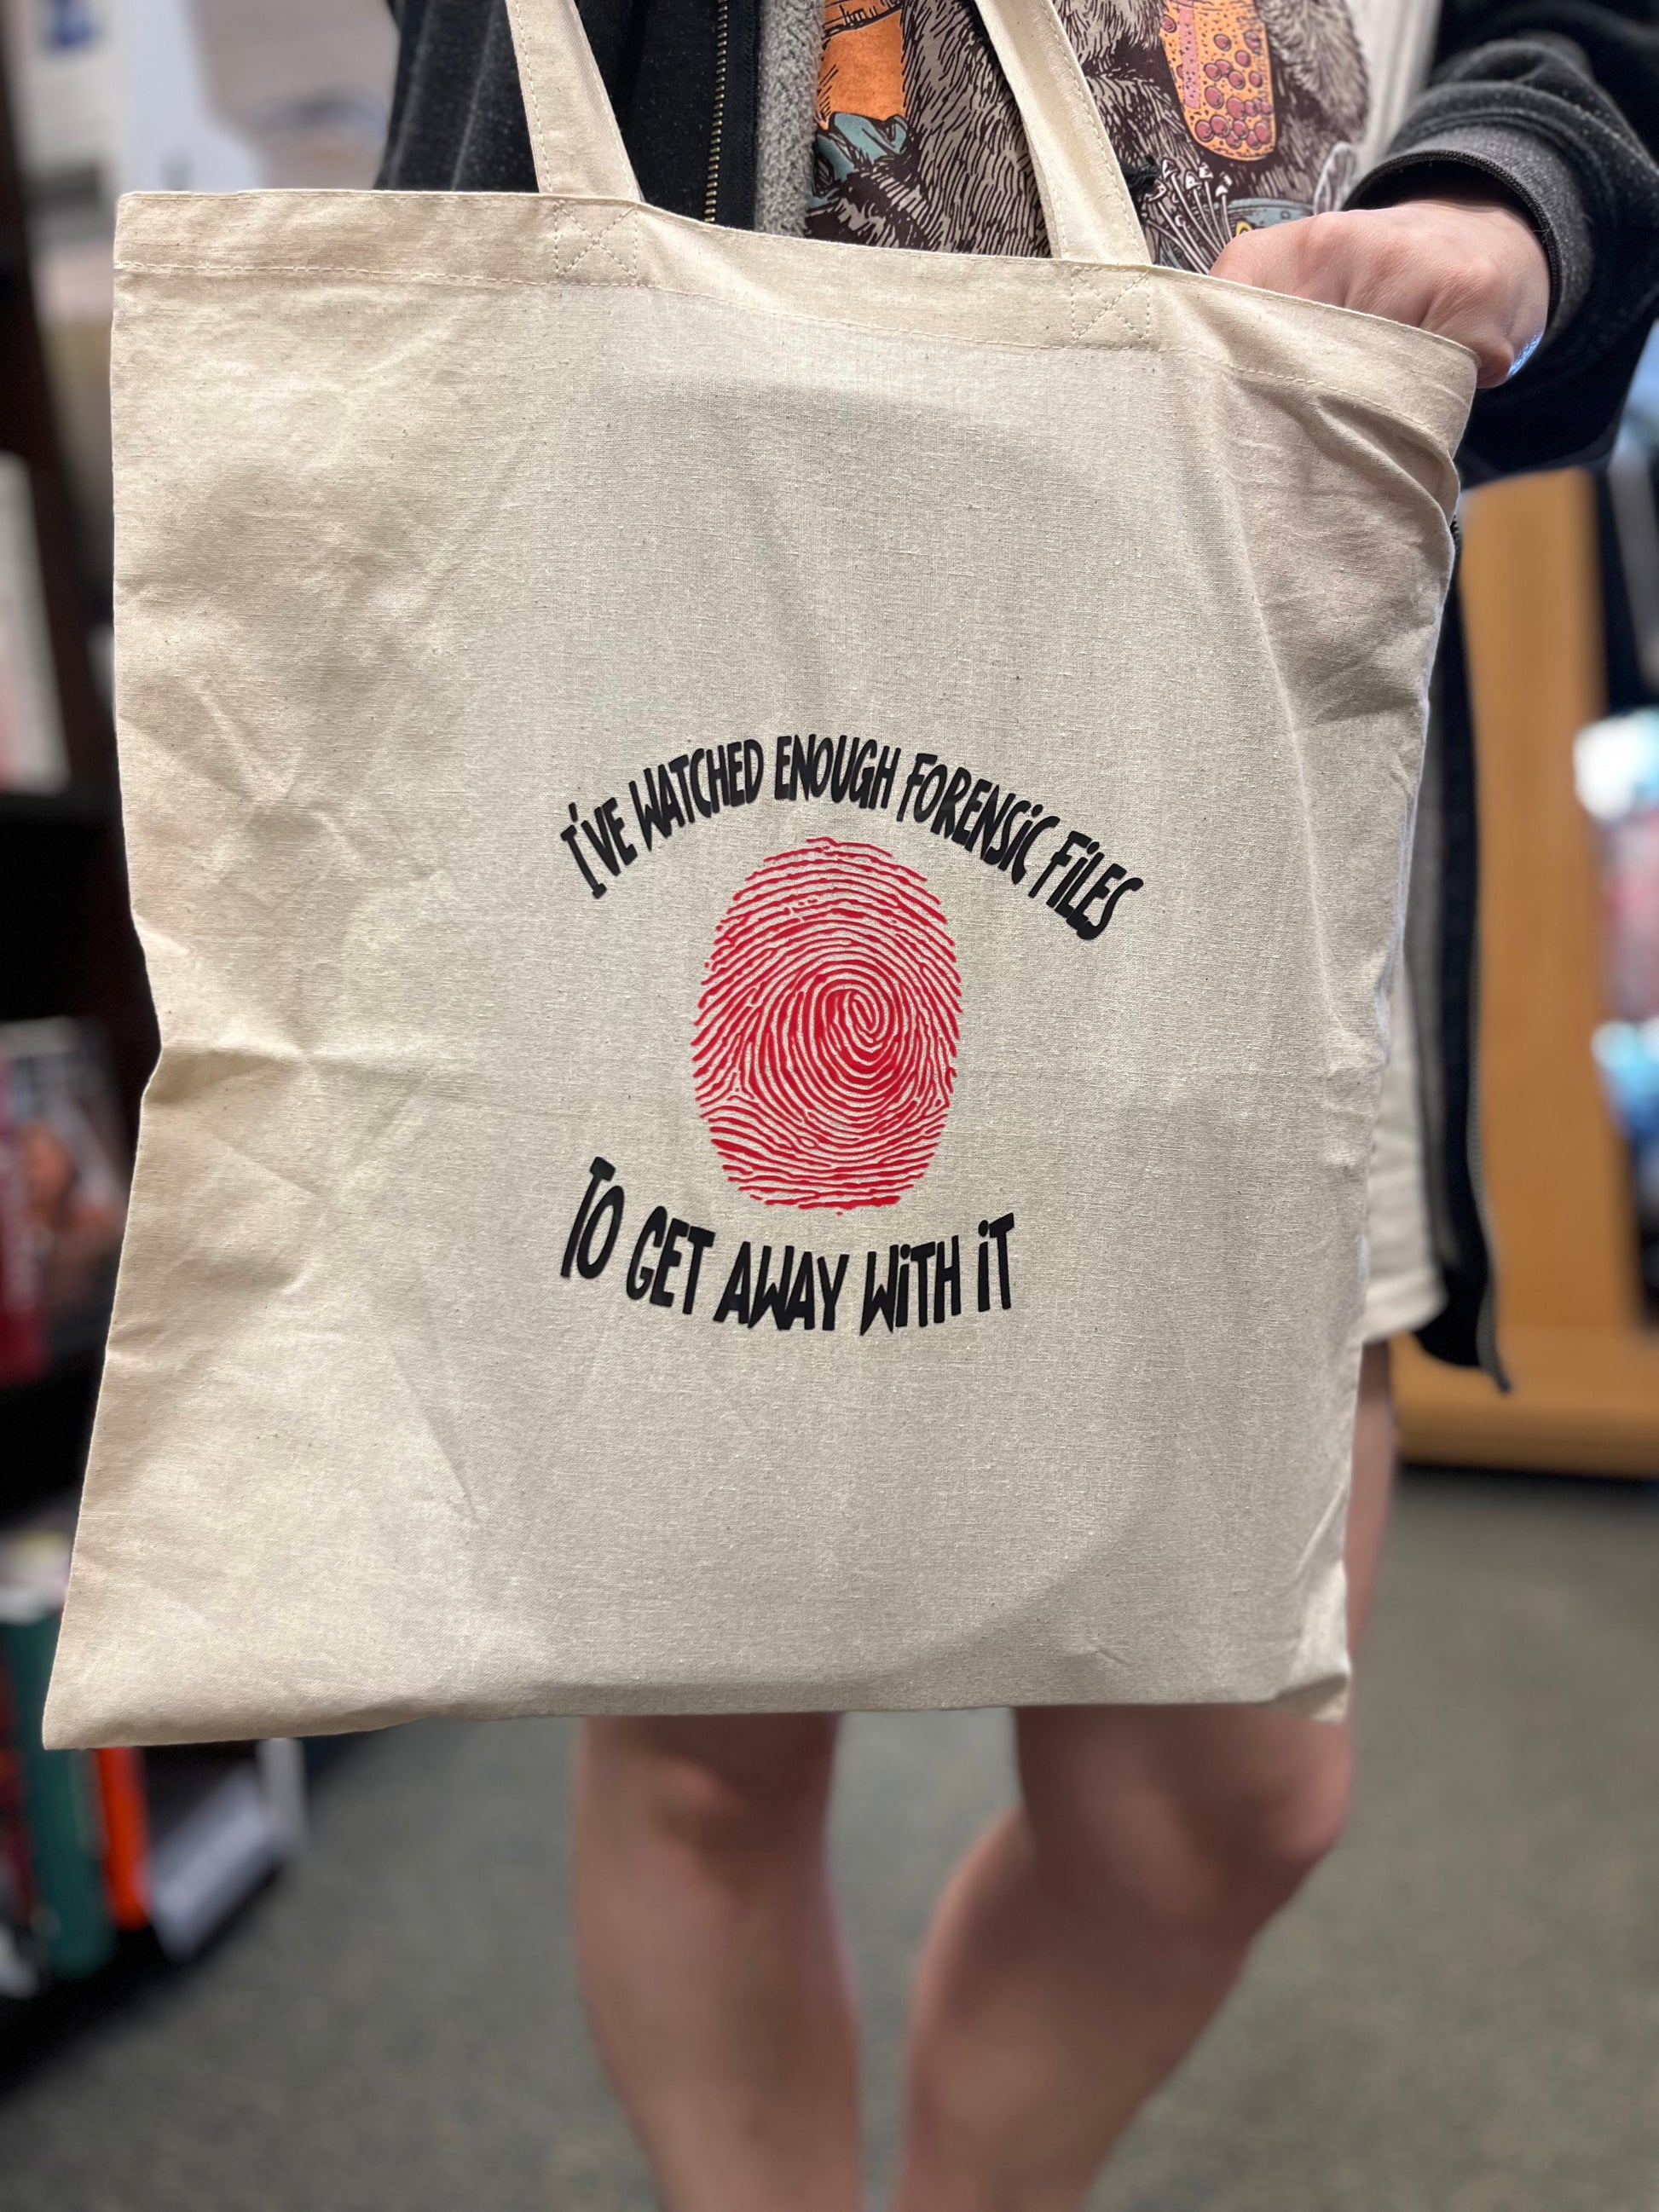 I'VE WATCHED ENOUGH FORENSiC FiLES
TO GET AWAY WiTH iT